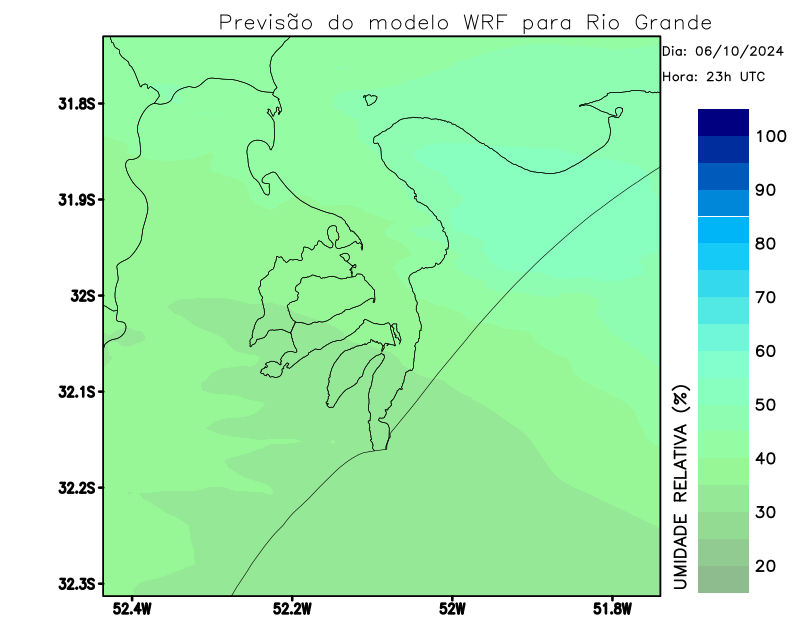 Previsão do modelo WRF para Rio Grande
Dia: 06/10/2024
Hora: 23h UTC
31.8S
31.9S
32S
32.1S
32.2S
32.3S
52.4W
52.2W
52W
51.8W
100
90
80
70
60
50
40
30
20
UMIDADE RELATIVA (%)